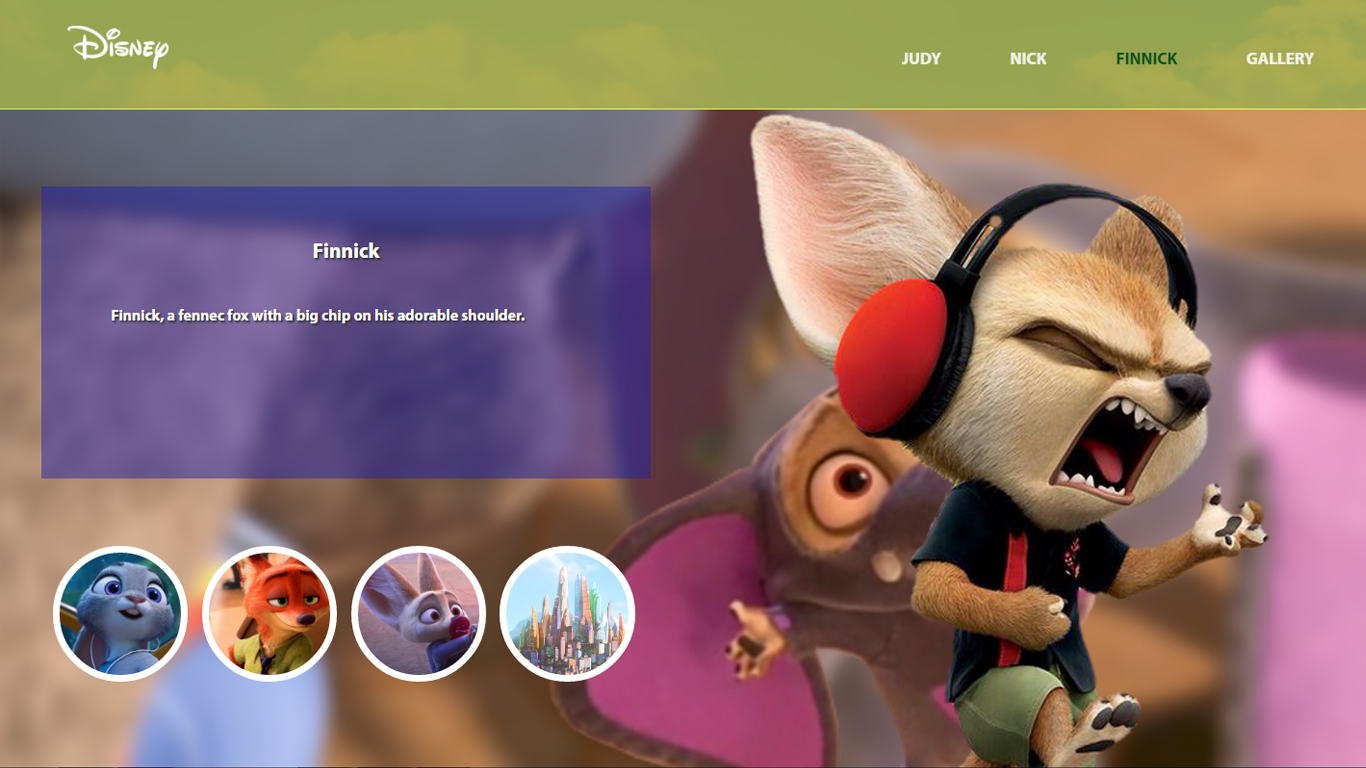 Disney
JUDY
NICK
FINNICK
GALLERY
Finnick
Finnick, a fennec fox with a big chip on his adorable shoulder.